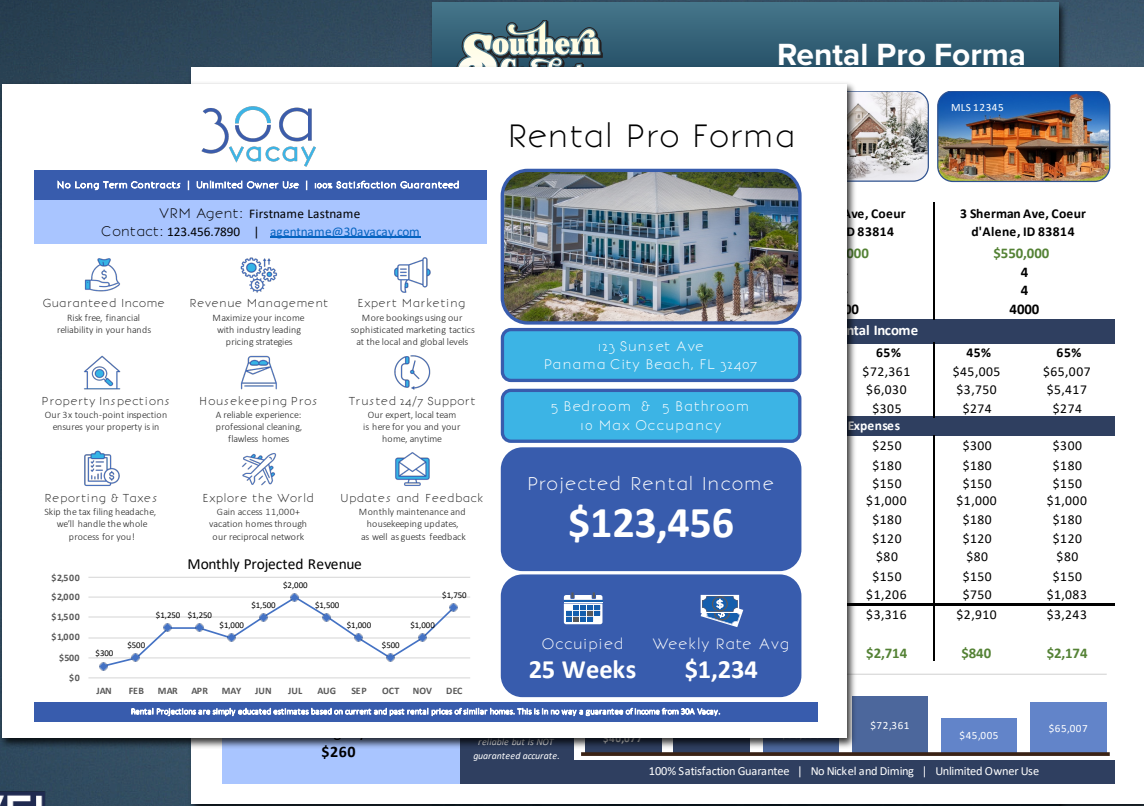 Southern
Rental Pro Forma
30a
vacay
Rental Pro Forma
No Long Term Contracts | Unlimited Owner Use | 100% Satisfaction Guaranteed
VRM Agent: Firstname Lastname
Contact: 123.456.7890 | agentname@30avacay.com
Guaranteed Income
Risk free, financial
reliability in your hands
Revenue Management
Maximize your income
with industry leading
pricing strategies
Expert Marketing
More bookings using our
sophisticated marketing tactics
at the local and global levels
Property Inspections
Our 3x touch-point inspection
ensures your property is in
Housekeeping Pros
A reliable experience:
professional cleaning,
flawless homes
Trusted 24/7 Support
Our expert, local team
is here for you and your
home, anytime
Reporting & Taxes
Skip the tax filing headache,
we'll handle the whole
process for you!
Explore the World
Gain access 11,000+
vacation homes through
our reciprocal network
Updates and Feedback
Monthly maintenance and
housekeeping updates,
as well as guests feedback
Monthly Projected Revenue
$2,500
$2,000
$1,500
$1,000
$500
$0
$300
$500
$1,250
$1,250
$1,000
$1,500
$2,000
$1,500
$1,000
$500
$1,000
$1,750
JAN FEB MAR APR MAY JUN JUL AUG SEP OCT NOV DEC
123 Sunset Ave
Panama City Beach, FL 32407
5 Bedroom & 5 Bathroom
10 Max Occupancy
Projected Rental Income
$123,456
Occuipied
25 Weeks
Weekly Rate Avg
$1,234
Rental Projections are simply educated estimates based on current and past rental prices of similar homes. This is in no way a guarantee of income from 30A Vacay.
MLS 12345
Ave, Coeur
D 83814
000
3 Sherman Ave, Coeur
d'Alene, ID 83814
$550,000
4
4
00 4000
ntal Income
65% 45% 65%
$72,361 $45,005 $65,007
$6,030 $3,750 $5,417
$305 $274 $274
Expenses
$250 $300 $300
$180 $180 $180
$150 $150 $150
$1,000 $1,000 $1,000
$180 $180 $180
$120 $120 $120
$80 $80 $80
$150 $150 $150
$1,206 $750 $1,083
$3,316 $2,910 $3,243
$2,714 $840 $2,174
$72,361
$45,005
$65,007
$260
reliable but is NOT
guaranteed accurate.
100% Satisfaction Guarantee | No Nickel and Diming | Unlimited Owner Use